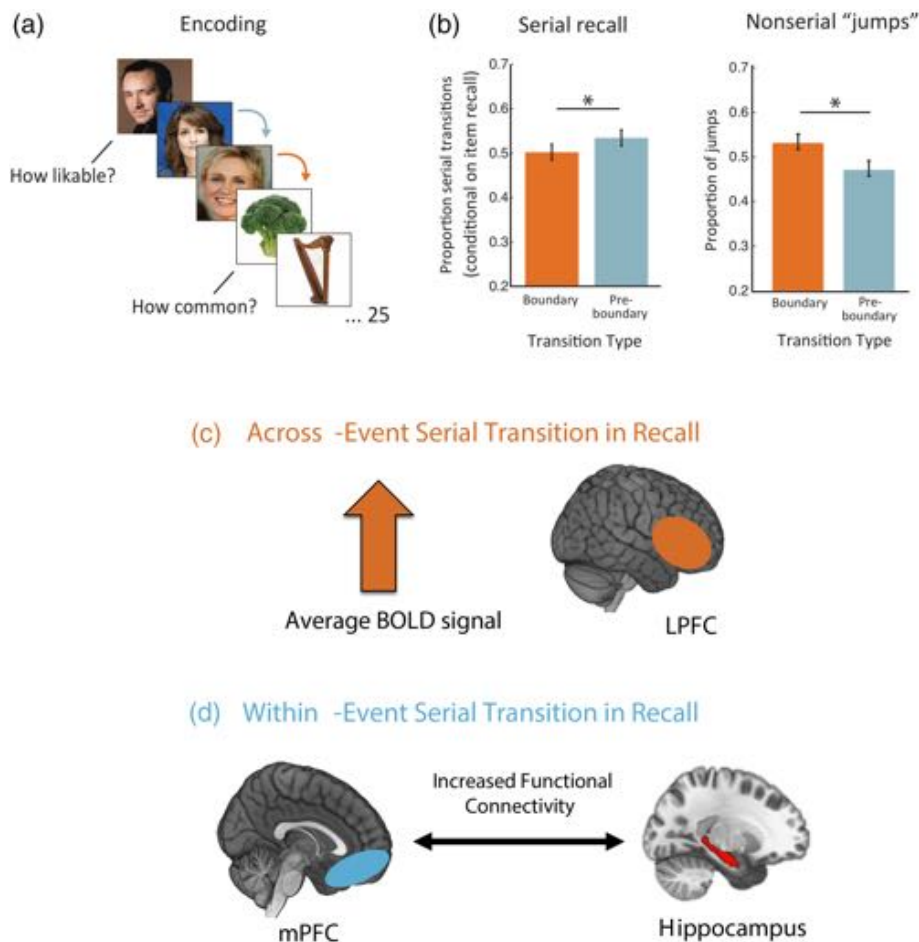 (a)
Encoding
How likable?
How common?
... 25
(b)
Serial recall
Proportion serial transitions
(conditional on item recall)
0.7
0.6
0.5
0.4
0.3
0.2
*
Boundary
Pre-
boundary
Transition Type
Nonserial “jumps”
Proportion of jumps
0.7
0.6
0.5
0.4
0.3
0.2
*
Boundary
Pre-
boundary
Transition Type
(c) Across -Event Serial Transition in Recall
Average BOLD signal
LPFC
(d) Within -Event Serial Transition in Recall
Increased Functional
Connectivity
mPFC
Hippocampus